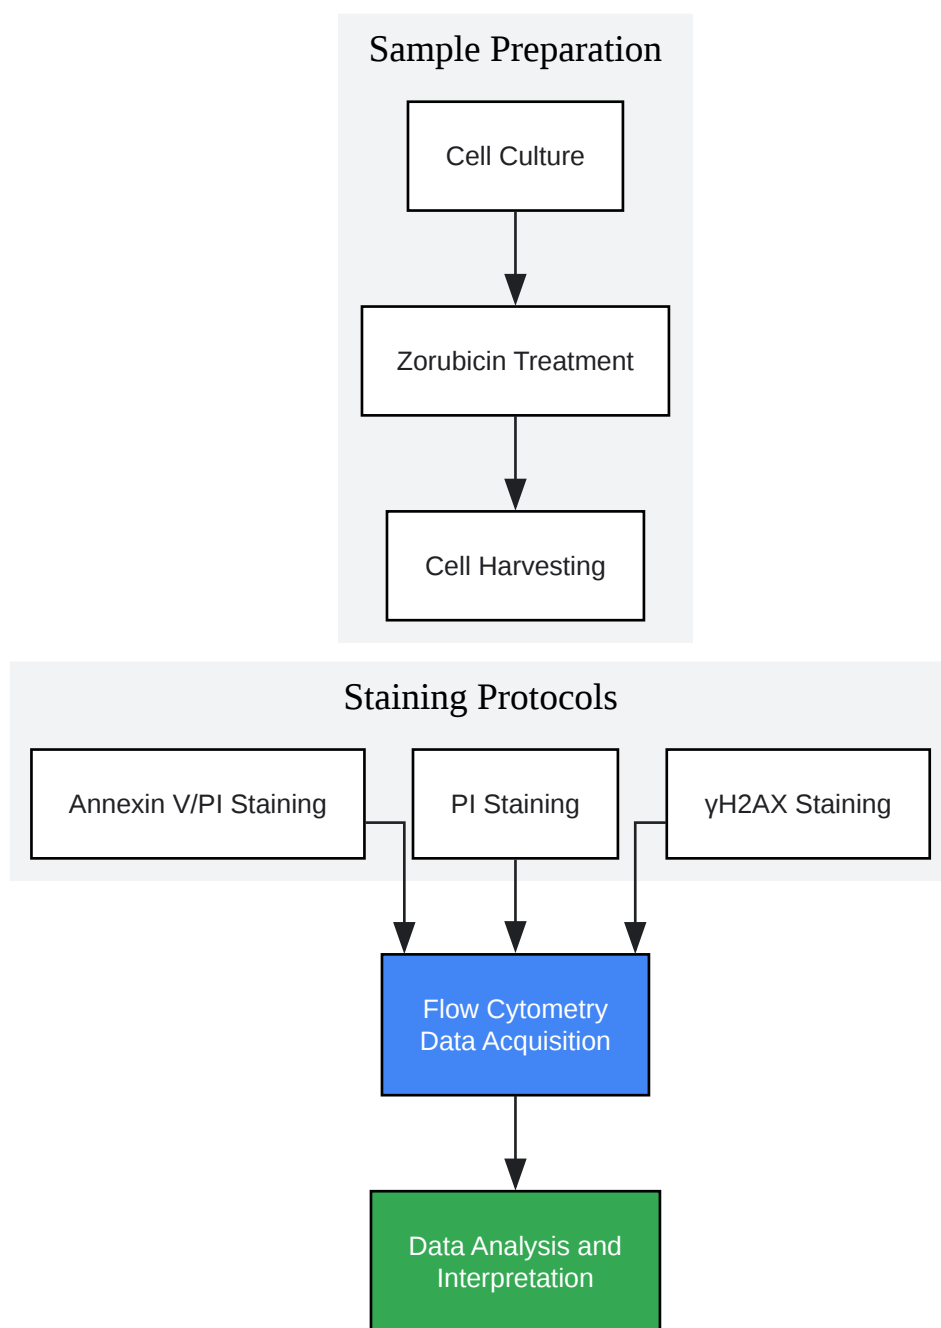 Sample Preparation
Cell Culture
Zorubicin Treatment
Cell Harvesting
Staining Protocols
Annexin V/PI Staining
PI Staining
γH2AX Staining
Flow Cytometry
Data Acquisition
Data Analysis and
Interpretation